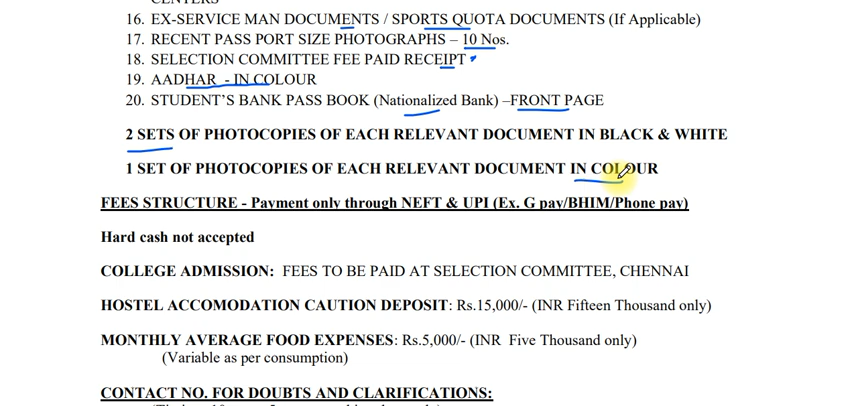 CENTERS
16. EX-SERVICE MAN DOCUMENTS / SPORTS QUOTA DOCUMENTS (If Applicable)
17. RECENT PASS PORT SIZE PHOTOGRAPHS – 10 Nos.
18. SELECTION COMMITTEE FEE PAID RECEIPT
19. AADHAR - IN COLOUR
20. STUDENT'S BANK PASS BOOK (Nationalized Bank) –FRONT PAGE
2 SETS OF PHOTOCOPIES OF EACH RELEVANT DOCUMENT IN BLACK & WHITE
1 SET OF PHOTOCOPIES OF EACH RELEVANT DOCUMENT IN COLOUR
FEES STRUCTURE - Payment only through NEFT & UPI (Ex. G pay/BHIM/Phone pay)
Hard cash not accepted
COLLEGE ADMISSION: FEES TO BE PAID AT SELECTION COMMITTEE, CHENNAI
HOSTEL ACCOMODATION CAUTION DEPOSIT: Rs.15,000/- (INR Fifteen Thousand only)
MONTHLY AVERAGE FOOD EXPENSES: Rs.5,000/- (INR Five Thousand only)
(Variable as per consumption)
CONTACT NO. FOR DOUBTS AND CLARIFICATIONS: